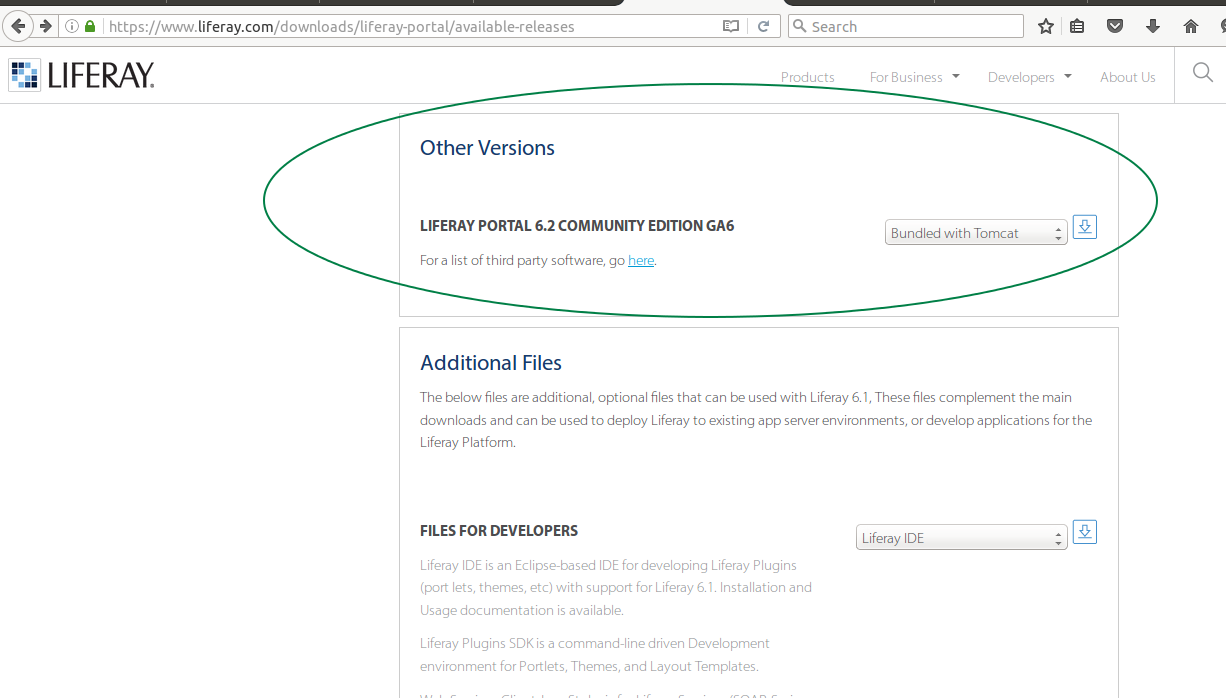 https://www.liferay.com/downloads/liferay-portal/available-releases
Search
LIFERAY.
Products
For Business
Developers
About Us
Other Versions
LIFERAY PORTAL 6.2 COMMUNITY EDITION GA6
Bundled with Tomcat
For a list of third party software, go here.
Additional Files
The below files are additional, optional files that can be used with Liferay 6.1, These files complement the main
downloads and can be used to deploy Liferay to existing app server environments, or develop applications for the
Liferay Platform.
FILES FOR DEVELOPERS
Liferay IDE
Liferay IDE is an Eclipse-based IDE for developing Liferay Plugins
(port lets, themes, etc) with support for Liferay 6.1. Installation and
Usage documentation is available.
Liferay Plugins SDK is a command-line driven Development
environment for Portlets, Themes, and Layout Templates.